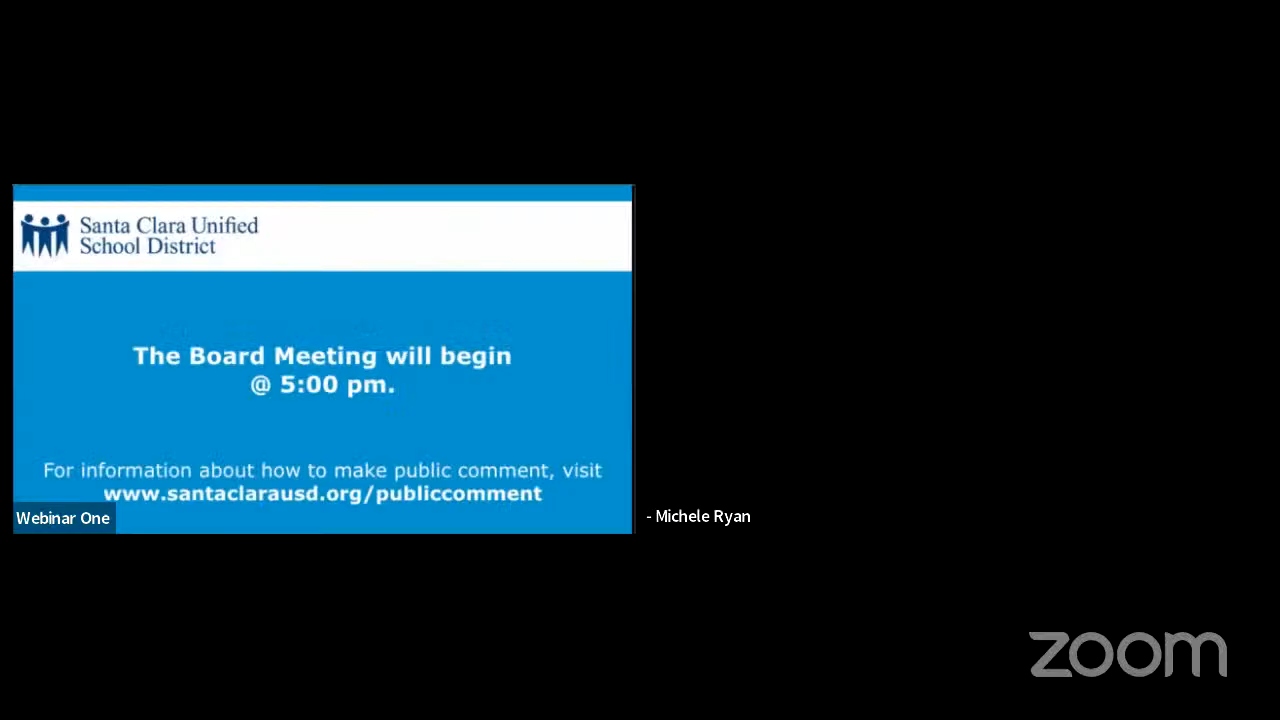 Santa Clara Unified
School District
The Board Meeting will begin
@ 5:00 pm.
For information about how to make public comment, visit
www.santaclarausd.org/publiccomment
Webinar One
- Michele Ryan
zoom